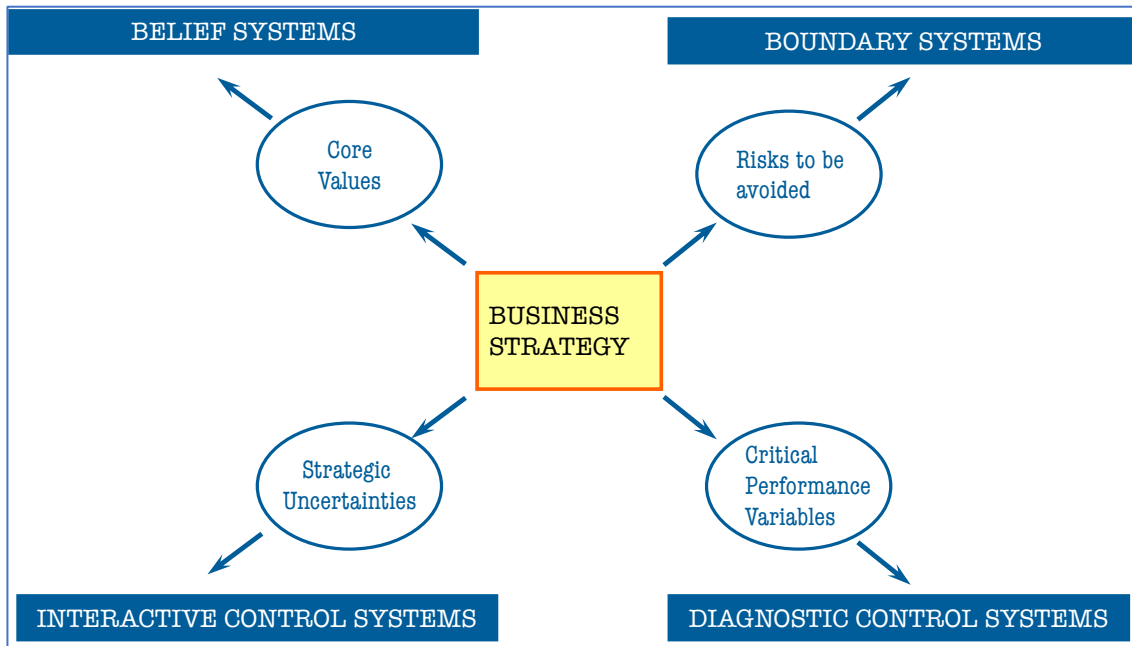 BELIEF SYSTEMS
BOUNDARY SYSTEMS
Core
Values
Risks to be
avoided
BUSINESS
STRATEGY
Strategic
Uncertainties
Critical
Performance
Variables
INTERACTIVE CONTROL SYSTEMS
DIAGNOSTIC CONTROL SYSTEMS